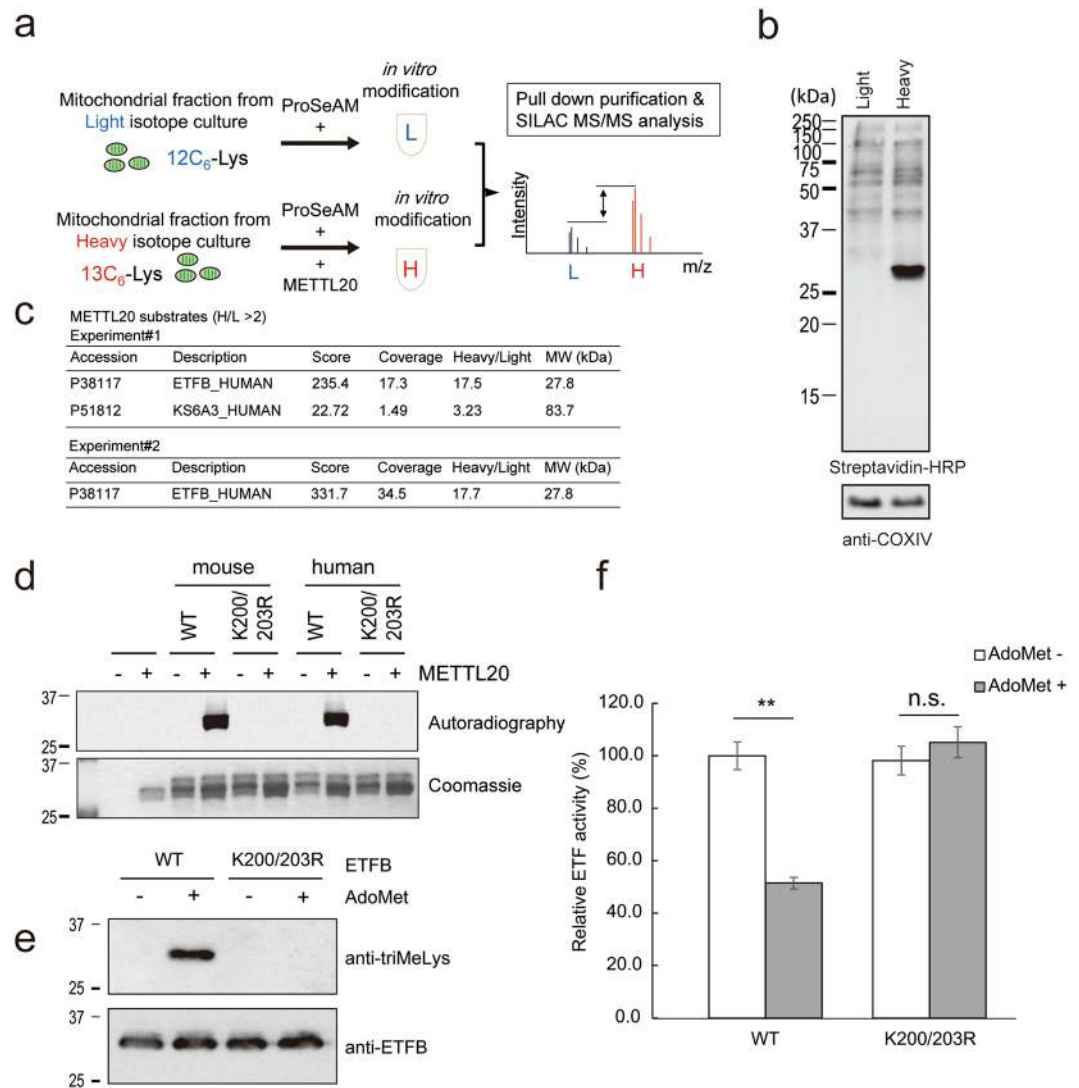 a
Mitochondrial fraction from
Light isotope culture
12C6-Lys
ProSeAM
+
in vitro
modification
L
Mitochondrial fraction from
Heavy isotope culture
13C6-Lys
ProSeAM
+
+
METTL20
in vitro
modification
H
Pull down purification &
SILAC MS/MS analysis
Intensity
L
H
m/z
b
(kDa)
Light
Heavy
250
150
100
75
50
37
25
20
15
Streptavidin-HRP
anti-COXIV
c
METTL20 substrates (H/L >2)
Experiment#1
Accession Description Score Coverage Heavy/Light MW (kDa)
P38117 ETFB_HUMAN 235.4 17.3 17.5 27.8
P51812 KS6A3_HUMAN 22.72 1.49 3.23 83.7
Experiment#2
Accession Description Score Coverage Heavy/Light MW (kDa)
P38117 ETFB_HUMAN 331.7 34.5 17.7 27.8
d
mouse human
WT K200/203R WT K200/203R
- + - + - + - + - + METTL20
37
25
Autoradiography
37
25
Coomassie
e
WT K200/203R ETFB
- + - + AdoMet
37
25
anti-triMeLys
37
25
anti-ETFB
f
AdoMet -
AdoMet +
Relative ETF activity (%)
120.0
100.0
80.0
60.0
40.0
20.0
0.0
**
n.s.
WT
K200/203R